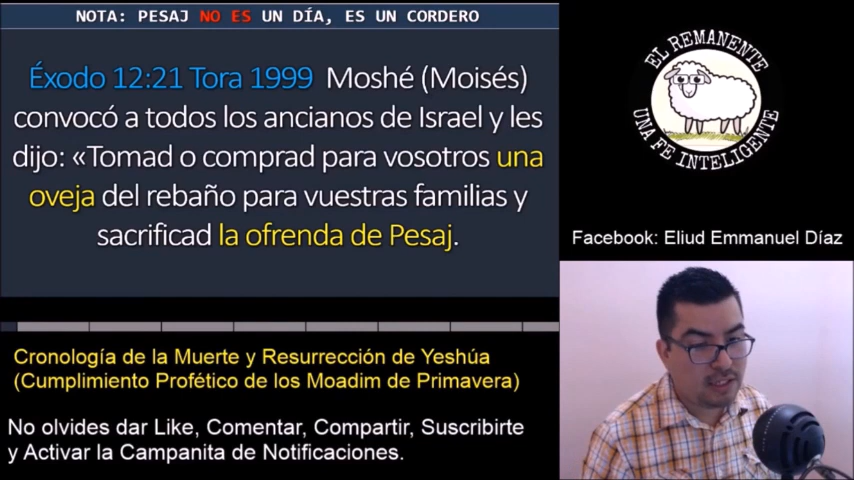 NOTA: PESAJ NO ES UN DÍA, ES UN CORDERO
Éxodo 12:21 Tora 1999 Moshé (Moisés)
convocó a todos los ancianos de Israel y les
dijo: «Tomad o comprad para vosotros una
oveja del rebaño para vuestras familias y
sacrificad la ofrenda de Pesaj.
EL REMANENTE
UNA FE INTELIGENTE
Facebook: Eliud Emmanuel Díaz
Cronología de la Muerte y Resurrección de Yeshúa
(Cumplimiento Profético de los Moadim de Primavera)
No olvides dar Like, Comentar, Compartir, Suscribirte
y Activar la Campanita de Notificaciones.